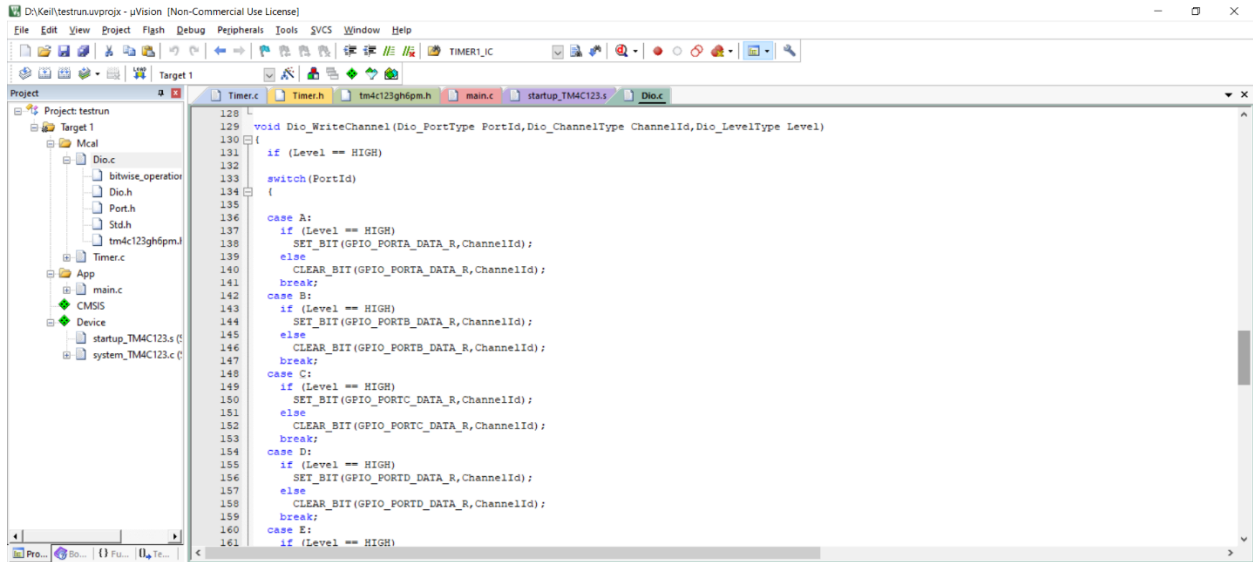 D:\Keil\testrun.uvprojx - µVision [Non-Commercial Use License]
File Edit View Project Flash Debug Peripherals Tools SVCS Window Help
TIMER1_IC
LOAD Target 1
Project
Timer.c Timer.h tm4c123gh6pm.h main.c startup_TM4C123.s Dio.c
Project: testrun
Target 1
Mcal
Dio.c
bitwise_operation
Dio.h
Port.h
Std.h
tm4c123gh6pm.h
Timer.c
App
main.c
CMSIS
Device
startup_TM4C123.s (S
system_TM4C123.c (S
Pro... Bo... {} Fu... Te...
128
129 void Dio_WriteChannel(Dio_PortType PortId,Dio_ChannelType ChannelId,Dio_LevelType Level)
130 {
131 if (Level == HIGH)
132
133 switch(PortId)
134 {
135
136 case A:
137 if (Level == HIGH)
138 SET_BIT(GPIO_PORTA_DATA_R,ChannelId);
139 else
140 CLEAR_BIT(GPIO_PORTA_DATA_R,ChannelId);
141 break;
142 case B:
143 if (Level == HIGH)
144 SET_BIT(GPIO_PORTB_DATA_R,ChannelId);
145 else
146 CLEAR_BIT(GPIO_PORTB_DATA_R,ChannelId);
147 break;
148 case C:
149 if (Level == HIGH)
150 SET_BIT(GPIO_PORTC_DATA_R,ChannelId);
151 else
152 CLEAR_BIT(GPIO_PORTC_DATA_R,ChannelId);
153 break;
154 case D:
155 if (Level == HIGH)
156 SET_BIT(GPIO_PORTD_DATA_R,ChannelId);
157 else
158 CLEAR_BIT(GPIO_PORTD_DATA_R,ChannelId);
159 break;
160 case E:
161 if (Level == HIGH)